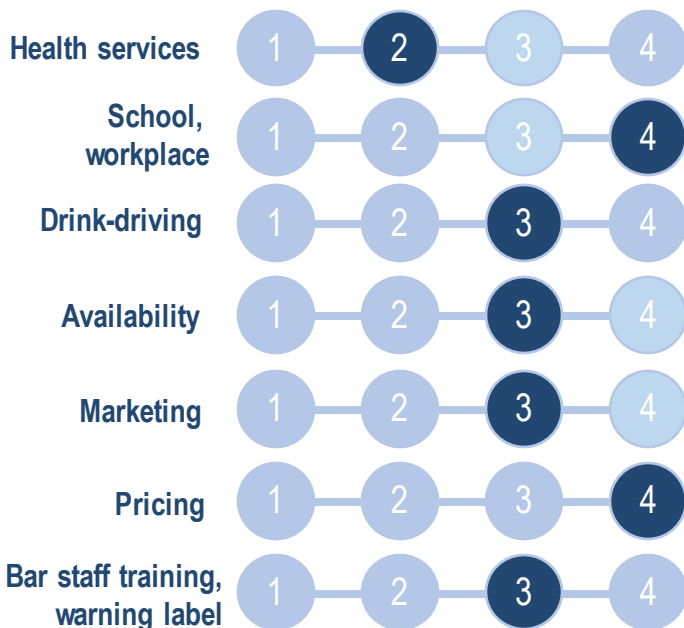 Health services 1 2 3 4
School,
workplace 1 2 3 4
Drink-driving 1 2 3 4
Availability 1 2 3 4
Marketing 1 2 3 4
Pricing 1 2 3 4
Bar staff training,
warning label 1 2 3 4